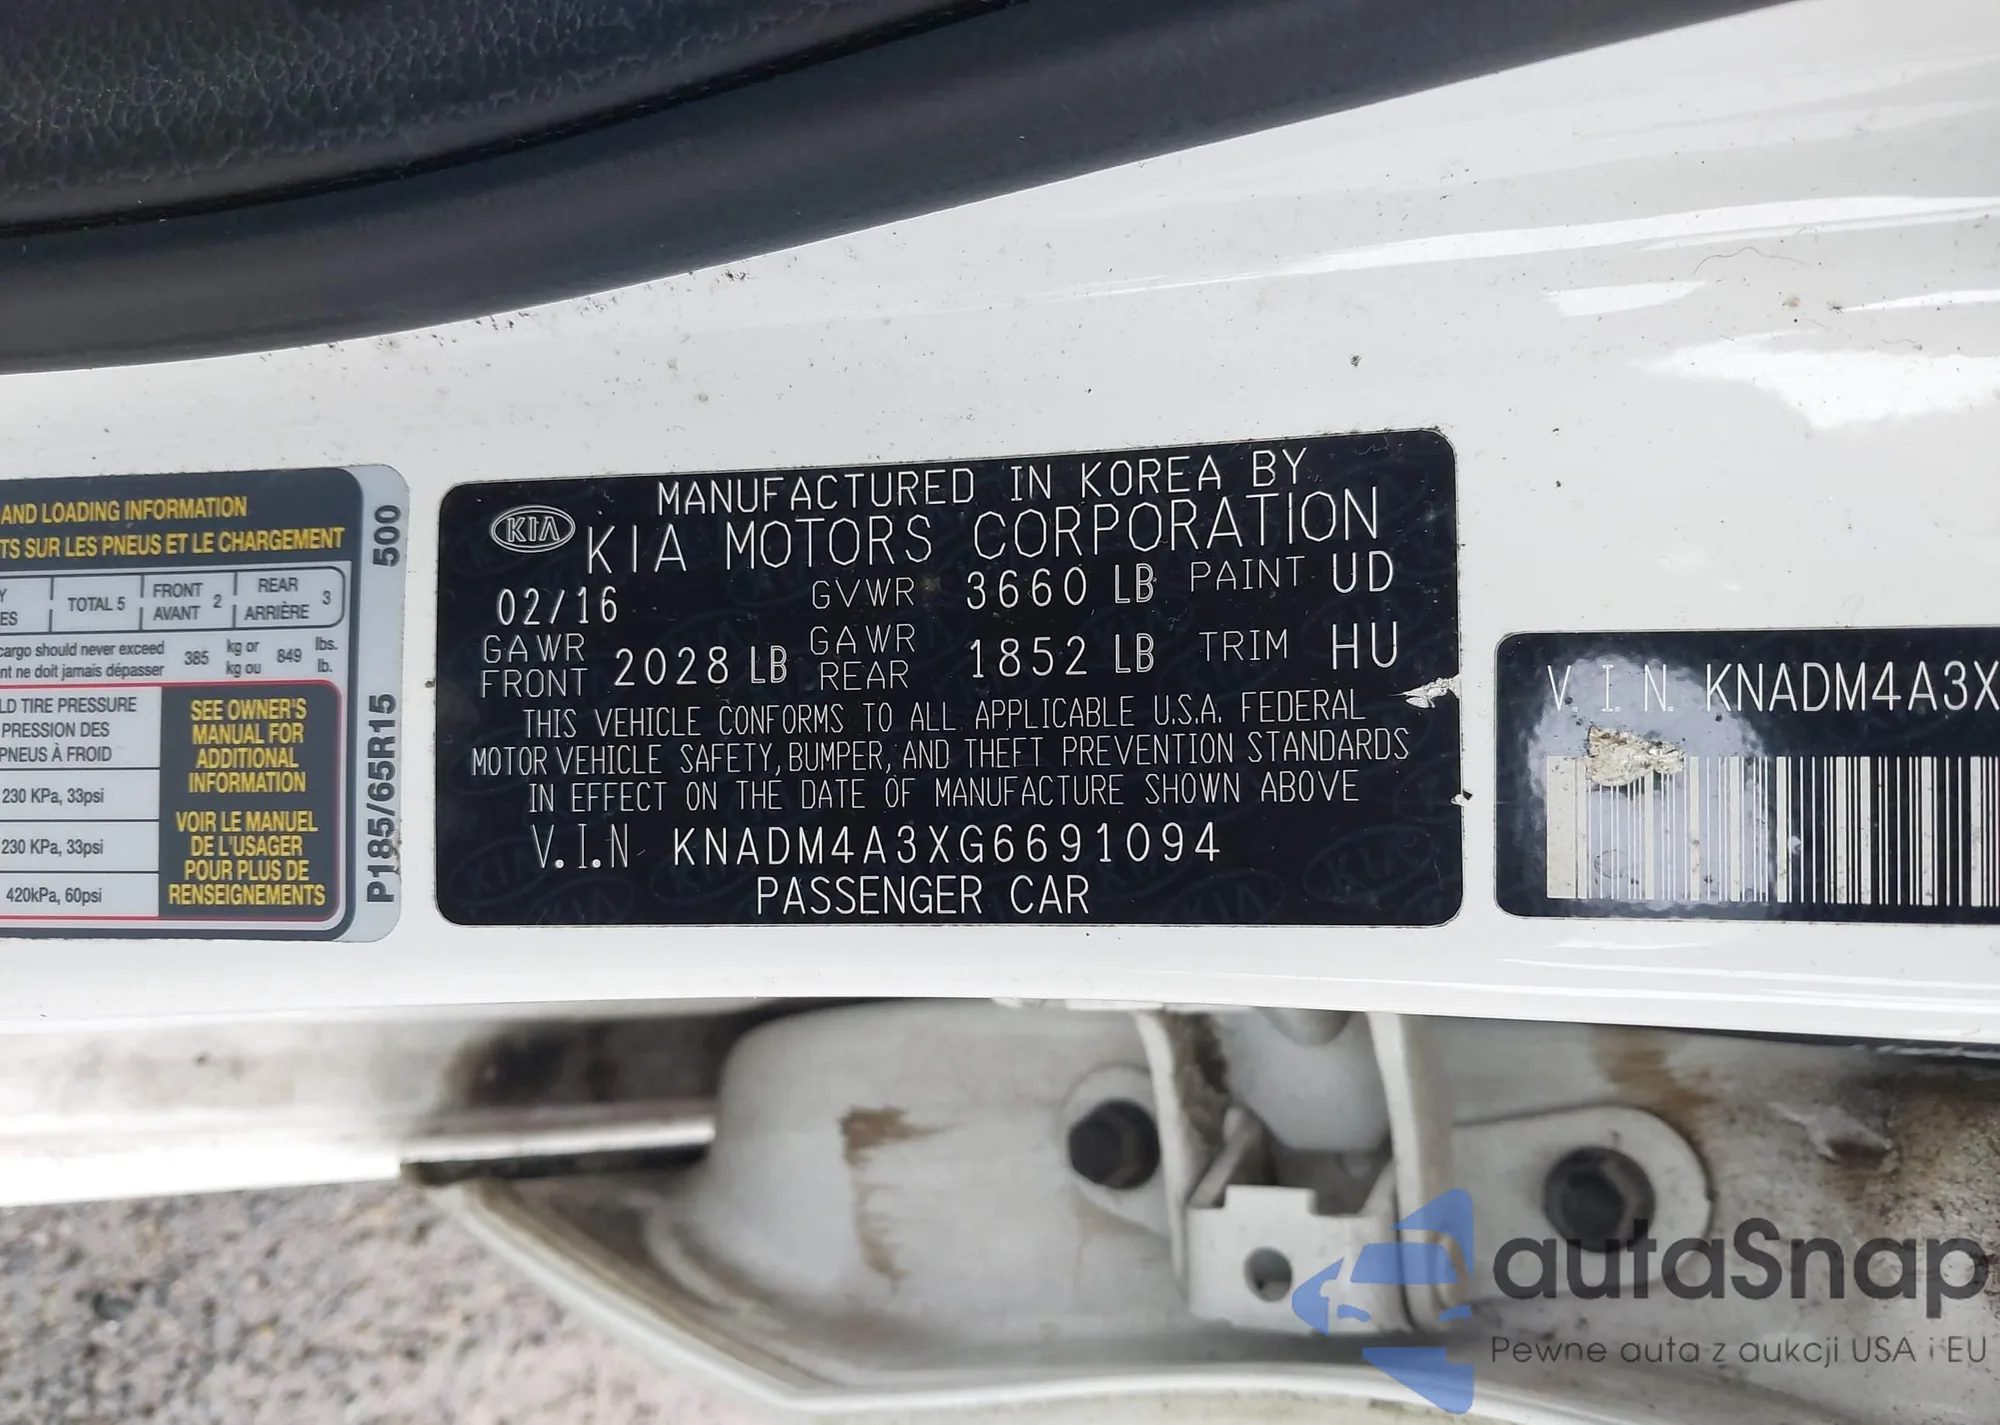 AND LOADING INFORMATION
TS SUR LES PNEUS ET LE CHARGEMENT
TOTAL 5
FRONT
AVANT
2
REAR
ARRIÈRE
3
cargo should never exceed
nt ne doit jamais dépasser
385
kg or
kg ou
849
lbs.
lb.
LD TIRE PRESSURE
PRESSION DES
PNEUS À FROID
230 KPa, 33psi
230 KPa, 33psi
420kPa, 60psi
SEE OWNER'S
MANUAL FOR
ADDITIONAL
INFORMATION
VOIR LE MANUEL
DE L'USAGER
POUR PLUS DE
RENSEIGNEMENTS
P185/65R15 500
MANUFACTURED IN KOREA BY
KIA KIA MOTORS CORPORATION
02/16 GVWR 3660 LB PAINT UD
GAWR FRONT 2028 LB GAWR REAR 1852 LB TRIM HU
THIS VEHICLE CONFORMS TO ALL APPLICABLE U.S.A. FEDERAL
MOTOR VEHICLE SAFETY, BUMPER, AND THEFT PREVENTION STANDARDS
IN EFFECT ON THE DATE OF MANUFACTURE SHOWN ABOVE
V.I.N KNADM4A3XG6691094
PASSENGER CAR
V.I.N. KNADM4A3X
autaSnap
Pewne auta z aukcji USA i EU